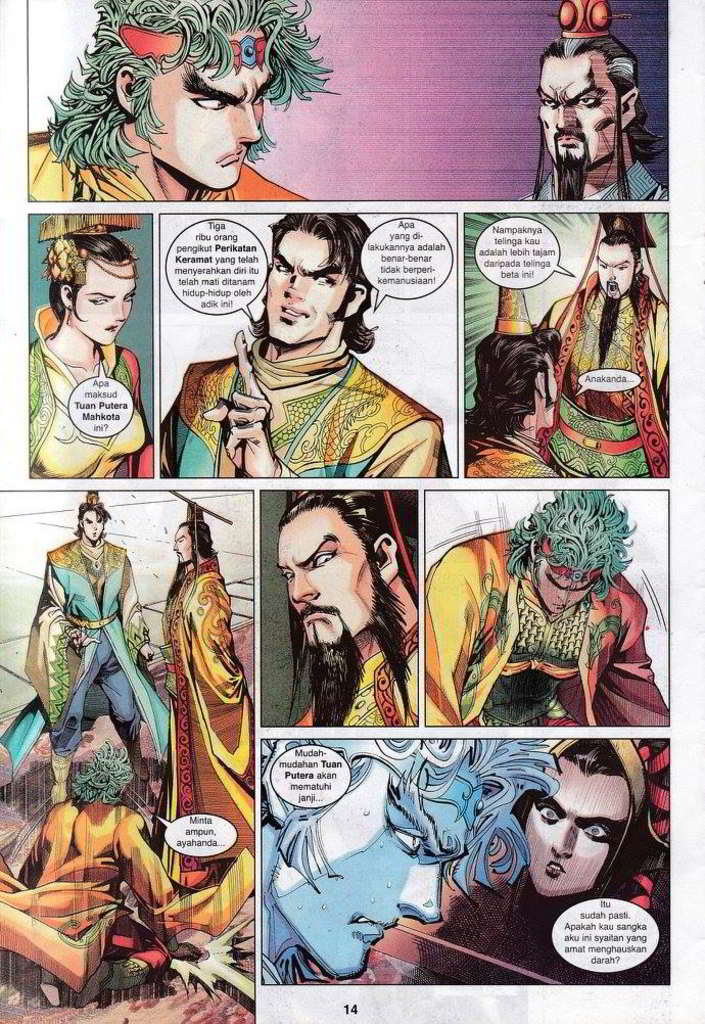 Apa
maksud
Tuan Putera
Mahkota
ini?
Tiga
ribu orang
pengikut Perikatan
Keramat yang telah
menyerahkan diri itu
telah mati ditanam
hidup-hidup oleh
adik ini!
Apa
yang di-
lakukannya adalah
benar-benar
tidak berperi-
kemanusiaan!
Nampaknya
telinga kau
adalah lebih tajam
daripada telinga
beta ini!
Anakanda...
Minta
ampun,
ayahanda...
Mudah-
mudahan Tuan
Putera akan
mematuhi
janji...
Itu
sudah pasti.
Apakah kau sangka
aku ini syaitan yang
amat menghauskan
darah?
14